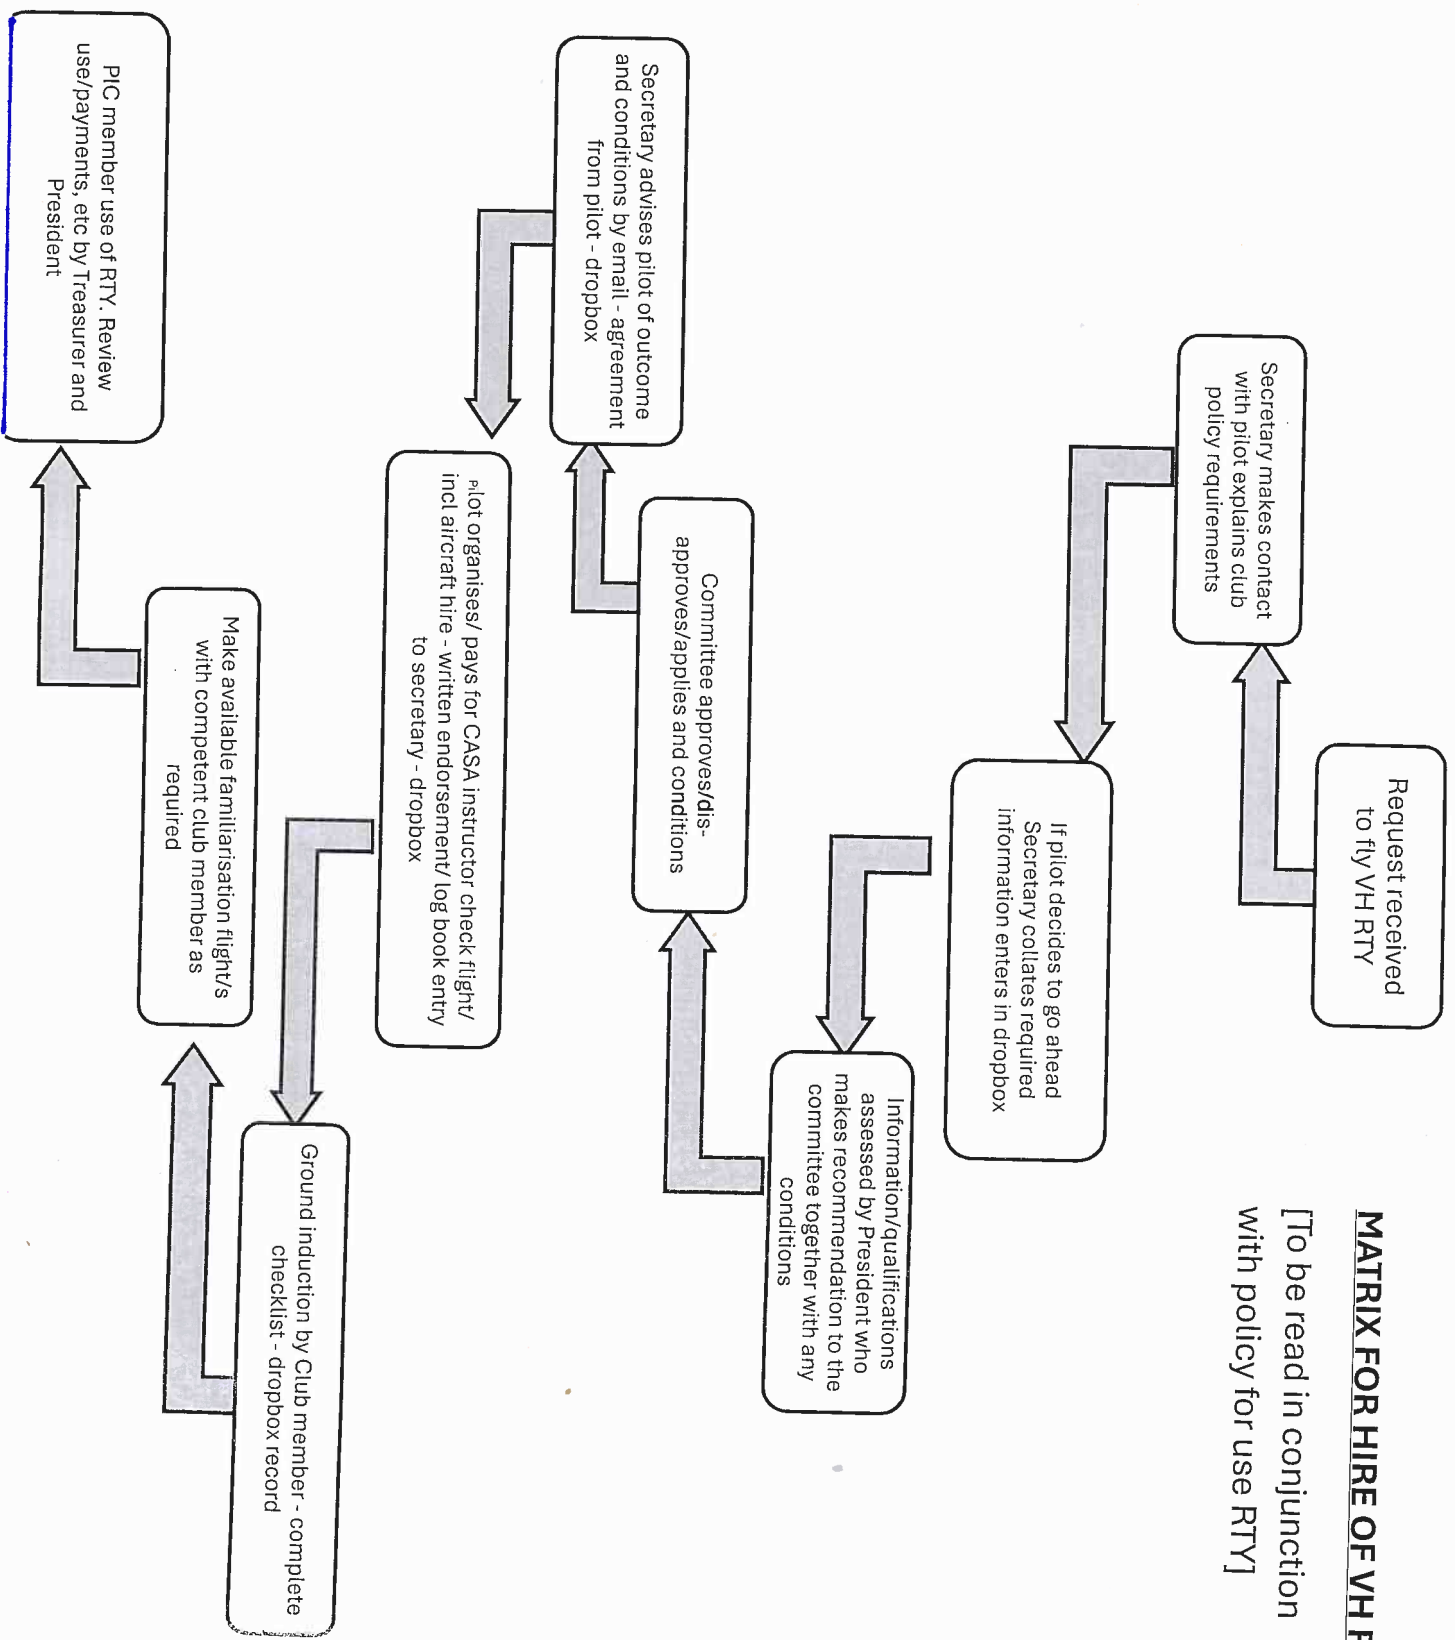 MATRIX FOR HIRE OF VH
[To be read in conjunction
with policy for use RTY]
Request received
to fly VH RTY
Secretary makes contact
with pilot explains club
policy requirements
If pilot decides to go ahead
Secretary collates required
information enters in dropbox
Information/qualifications
assessed by President who
makes recommendation to the
committee together with any
conditions
Committee approves/dis-
approves/applies and conditions
Secretary advises pilot of outcome
and conditions by email - agreement
from pilot - dropbox
Pilot organises/ pays for CASA instructor check flight/
incl aircraft hire - written endorsement/ log book entry
to secretary - dropbox
Ground induction by Club member - complete
checklist - dropbox record
Make available familiarisation flight/s
with competent club member as
required
PIC member use of RTY. Review
use/payments, etc by Treasurer and
President